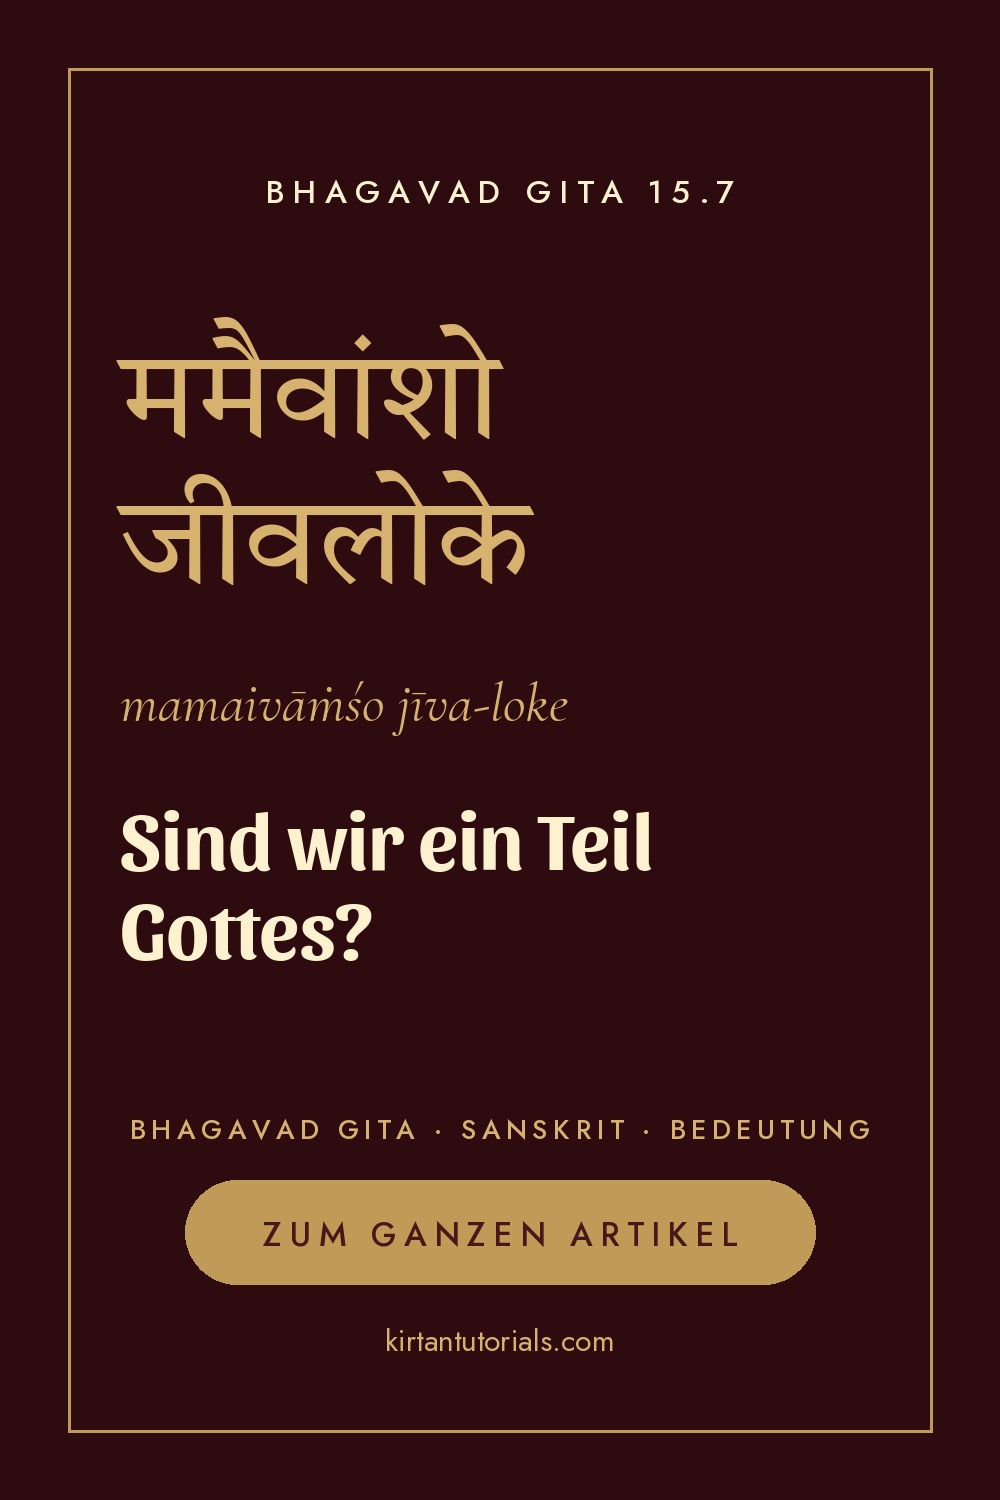 BHAGAVAD GITA 15.7
ममैवांशो
जीवलोके
mamaivāṁśo jīva-loke
Sind wir ein Teil
Gottes?
BHAGAVAD GITA · SANSKRIT · BEDEUTUNG
ZUM GANZEN ARTIKEL
kirtantutorials.com